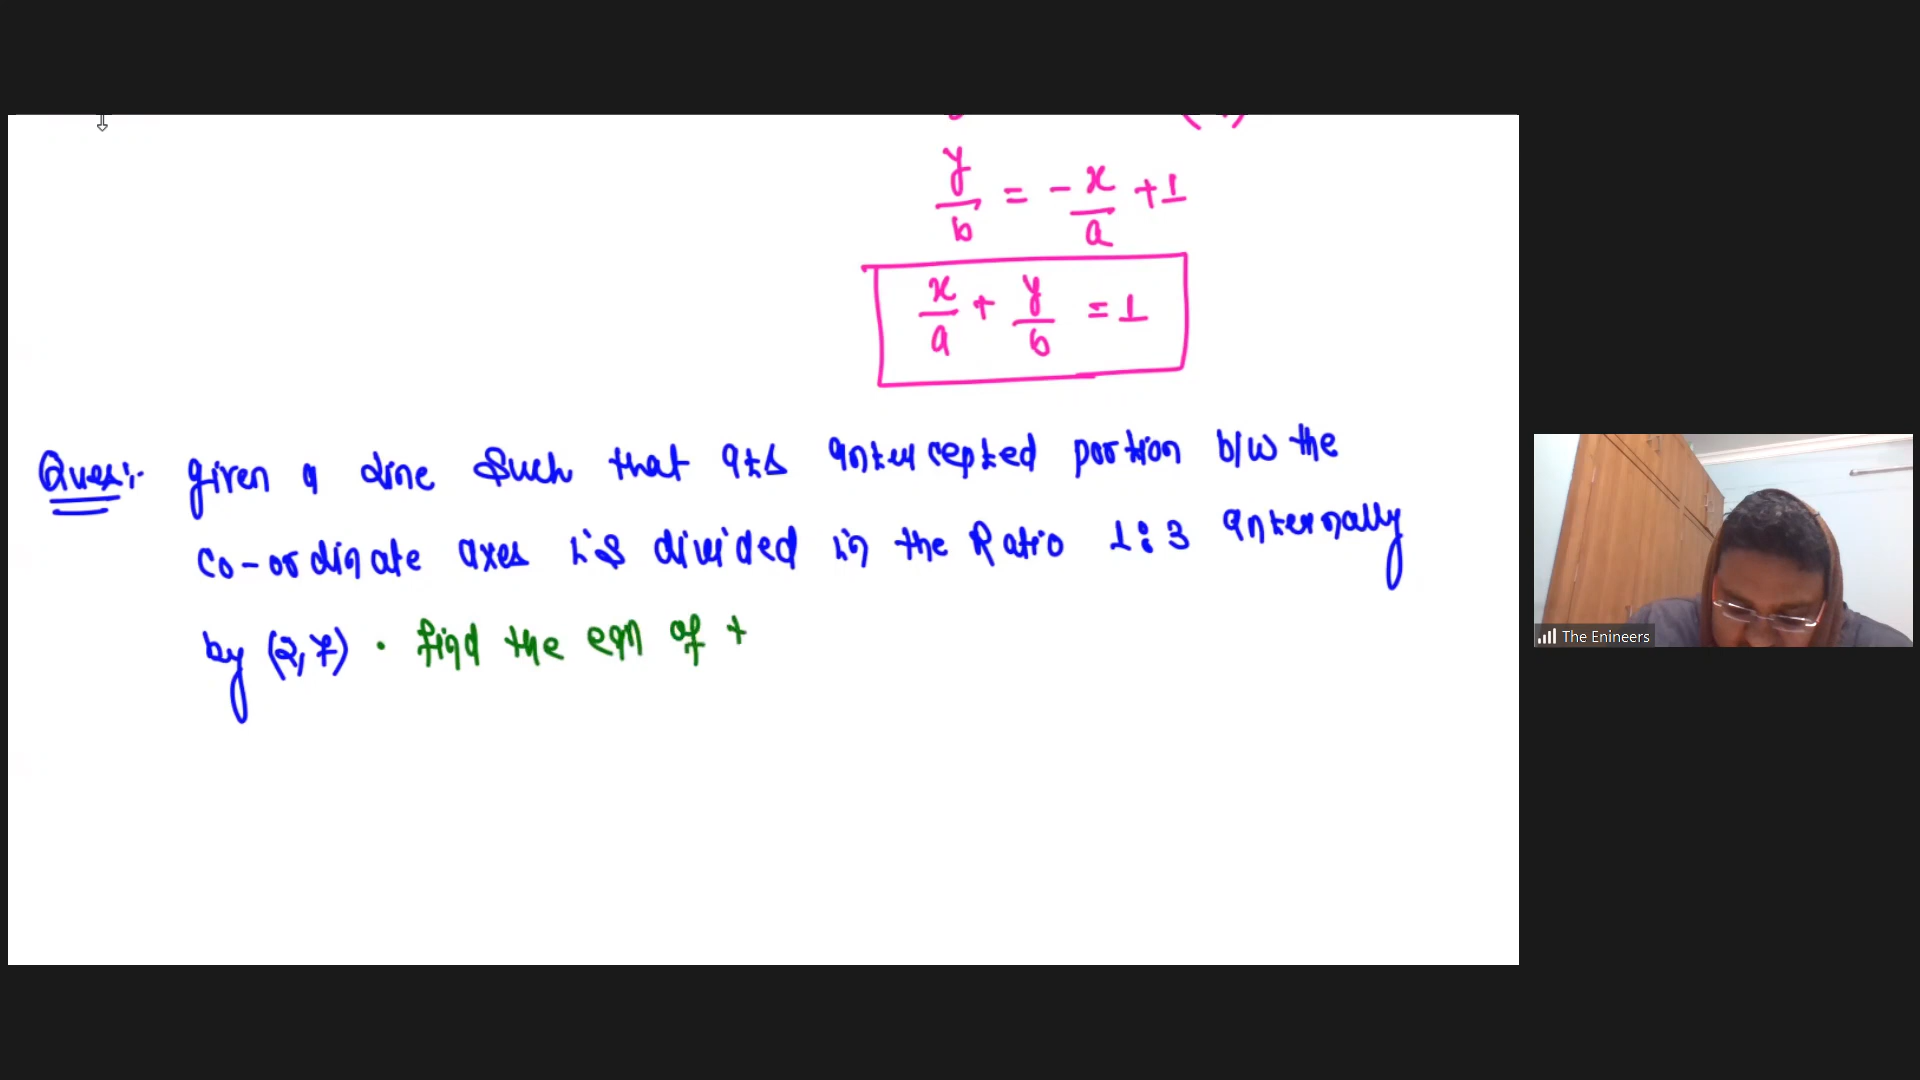 y/b = -x/a + 1
x/a + y/b = 1
Ques:- given a line such that its intercepted portion b/w the
co-ordinate axes is divided in the Ratio 1:3 internally
by (2,7). find the eqn of t
The Enineers